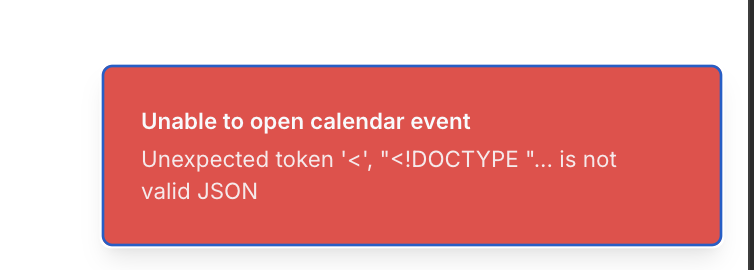 Unable to open calendar event
Unexpected token '<', "<!DOCTYPE "... is not
valid JSON